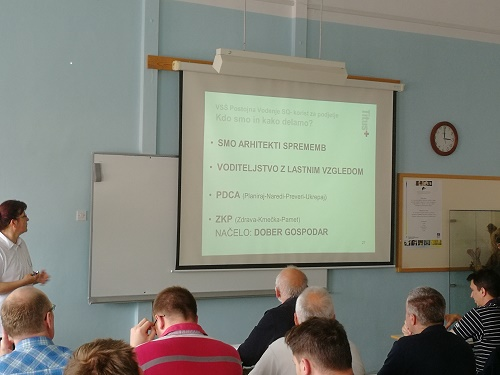 Kdo smo in kako delamo?
Titus+
• SMO ARHITEKTI SPREMEMB
• VODITELJSTVO Z LASTNIM VZGLEDOM
• PDCA (Planiraj-Naredi-Preveri-Ukrepaj)
• ZKP (Zdrava-Kmečka-Pamet)
NAČELO: DOBER GOSPODAR